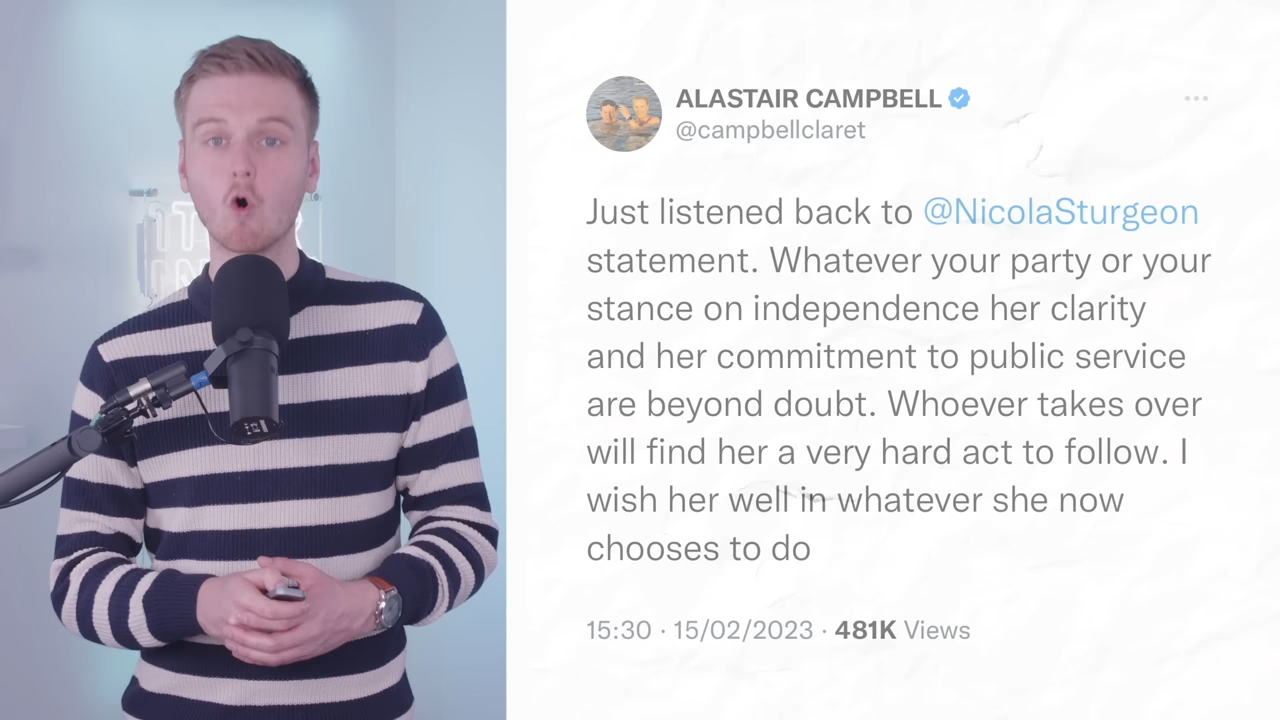 ALASTAIR CAMPBELL
@campbellclaret
Just listened back to @NicolaSturgeon
statement. Whatever your party or your
stance on independence her clarity
and her commitment to public service
are beyond doubt. Whoever takes over
will find her a very hard act to follow. I
wish her well in whatever she now
chooses to do
15:30 · 15/02/2023 · 481K Views